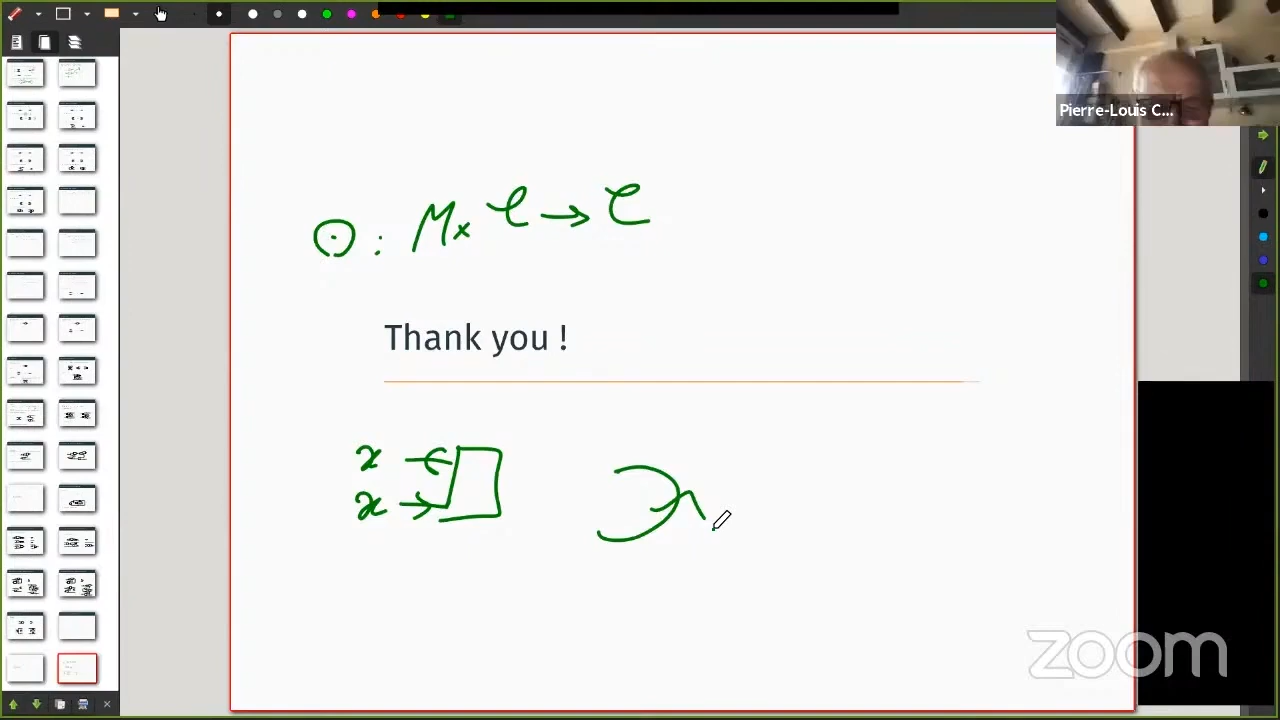 Pierre-Louis C...
⊙ : M × C → C
Thank you !
x
x
zoom